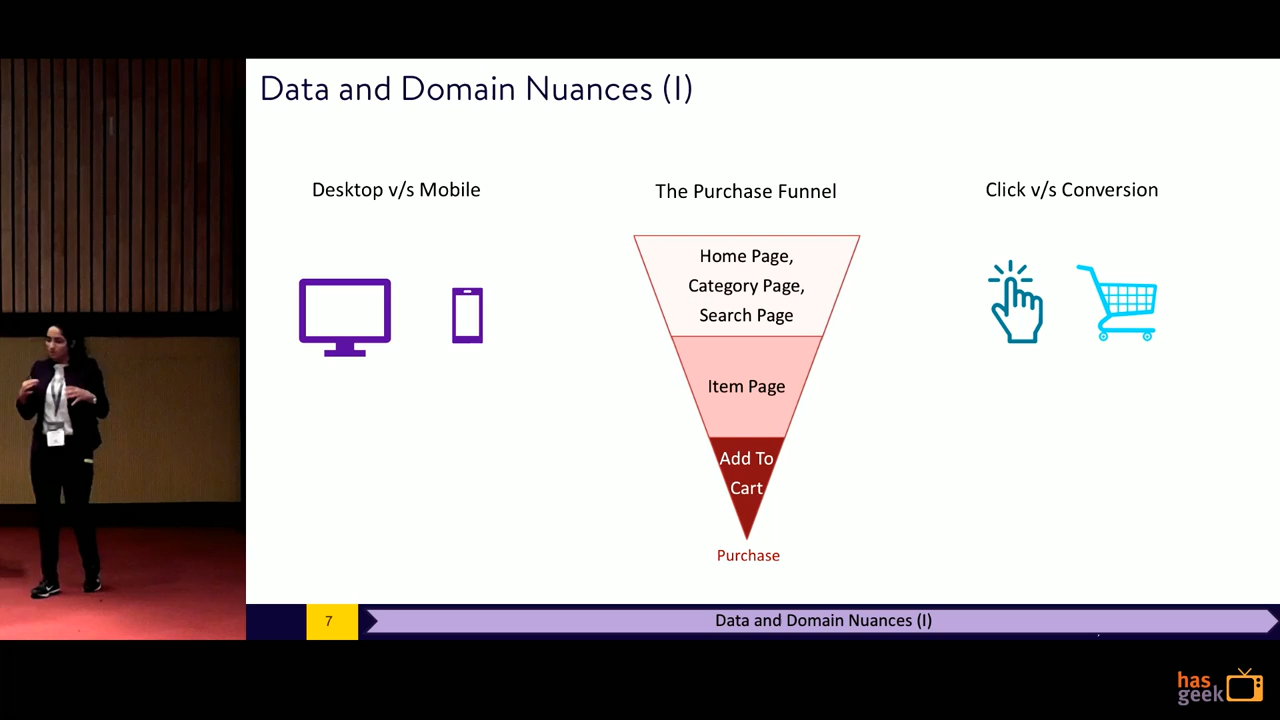 Data and Domain Nuances (I)
Desktop v/s Mobile
The Purchase Funnel
Click v/s Conversion
Home Page,
Category Page,
Search Page
Item Page
Add To
Cart
Purchase
7
Data and Domain Nuances (I)
has
geek